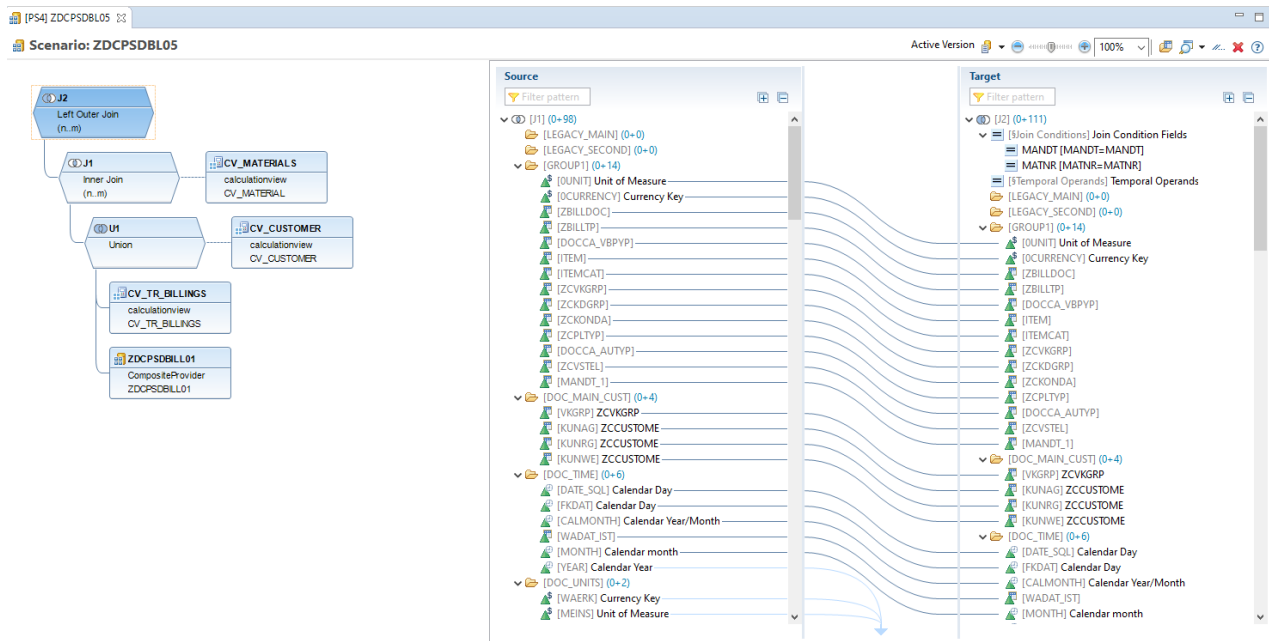 [PS4] ZDCPSDBL05
Scenario: ZDCPSDBL05
Active Version
100%
J2
Left Outer Join
(n..m)
J1
Inner Join
(n..m)
CV_MATERIALS
calculationview
CV_MATERIAL
U1
Union
CV_CUSTOMER
calculationview
CV_CUSTOMER
CV_TR_BILLINGS
calculationview
CV_TR_BILLINGS
ZDCPSDBILL01
CompositeProvider
ZDCPSDBILL01
Source
Filter pattern
[J1] (0+98)
[LEGACY_MAIN] (0+0)
[LEGACY_SECOND] (0+0)
[GROUP1] (0+14)
[0UNIT] Unit of Measure
[0CURRENCY] Currency Key
[ZBILLDOC]
[ZBILLTP]
[DOCCA_VBPYP]
[ITEM]
[ITEMCAT]
[ZCVKGRP]
[ZCKDGRP]
[ZCKONDA]
[ZCPLTYP]
[DOCCA_AUTYP]
[ZCVSTEL]
[MANDT_1]
[DOC_MAIN_CUST] (0+4)
[VKGRP] ZCVKGRP
[KUNAG] ZCCUSTOME
[KUNRG] ZCCUSTOME
[KUNWE] ZCCUSTOME
[DOC_TIME] (0+6)
[DATE_SQL] Calendar Day
[FKDAT] Calendar Day
[CALMONTH] Calendar Year/Month
[WADAT_IST]
[MONTH] Calendar month
[YEAR] Calendar Year
[DOC_UNITS] (0+2)
[WAERK] Currency Key
[MEINS] Unit of Measure
Target
Filter pattern
[J2] (0+111)
[§Join Conditions] Join Condition Fields
MANDT [MANDT=MANDT]
MATNR [MATNR=MATNR]
[§Temporal Operands] Temporal Operands
[LEGACY_MAIN] (0+0)
[LEGACY_SECOND] (0+0)
[GROUP1] (0+14)
[0UNIT] Unit of Measure
[0CURRENCY] Currency Key
[ZBILLDOC]
[ZBILLTP]
[DOCCA_VBPYP]
[ITEM]
[ITEMCAT]
[ZCVKGRP]
[ZCKDGRP]
[ZCKONDA]
[ZCPLTYP]
[DOCCA_AUTYP]
[ZCVSTEL]
[MANDT_1]
[DOC_MAIN_CUST] (0+4)
[VKGRP] ZCVKGRP
[KUNAG] ZCCUSTOME
[KUNRG] ZCCUSTOME
[KUNWE] ZCCUSTOME
[DOC_TIME] (0+6)
[DATE_SQL] Calendar Day
[FKDAT] Calendar Day
[CALMONTH] Calendar Year/Month
[WADAT_IST]
[MONTH] Calendar month